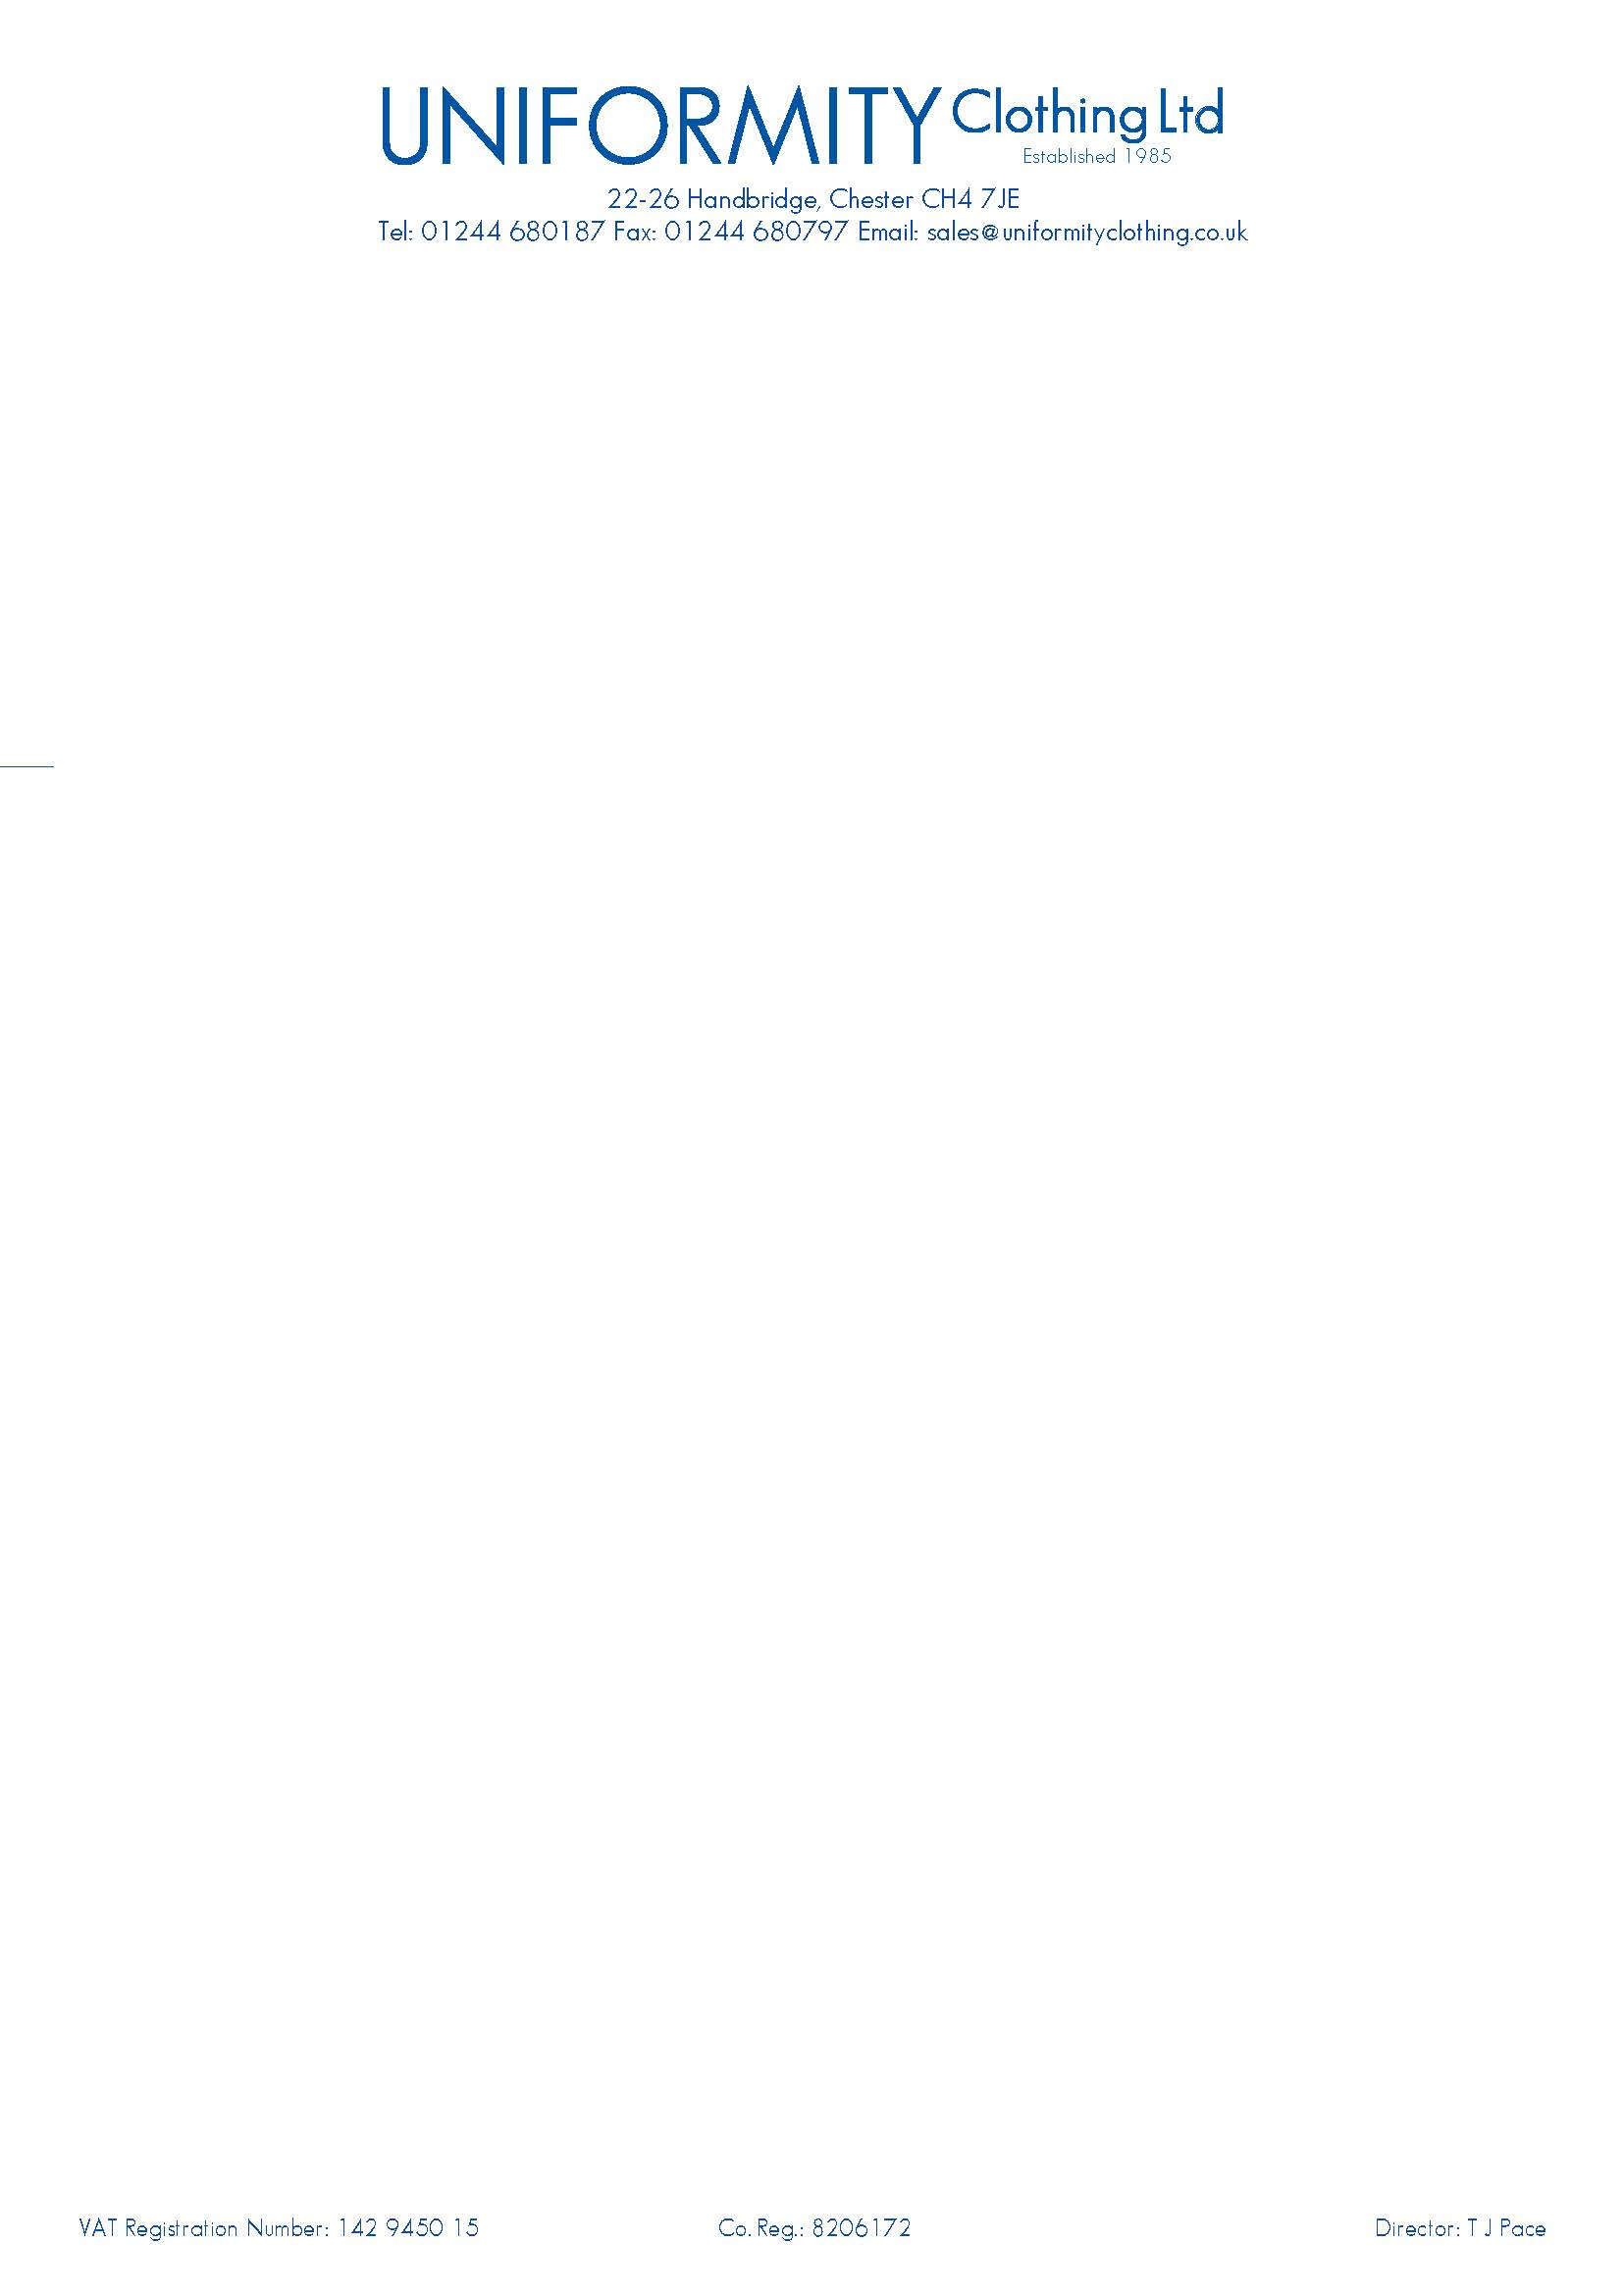 UNIFORMITY Clothing Ltd
Established 1985
22-26 Handbridge, Chester CH4 7JE
Tel: 01244 680187 Fax: 01244 680797 Email: sales@uniformityclothing.co.uk
VAT Registration Number: 142 9450 15 Co. Reg.: 8206172 Director: T J Pace